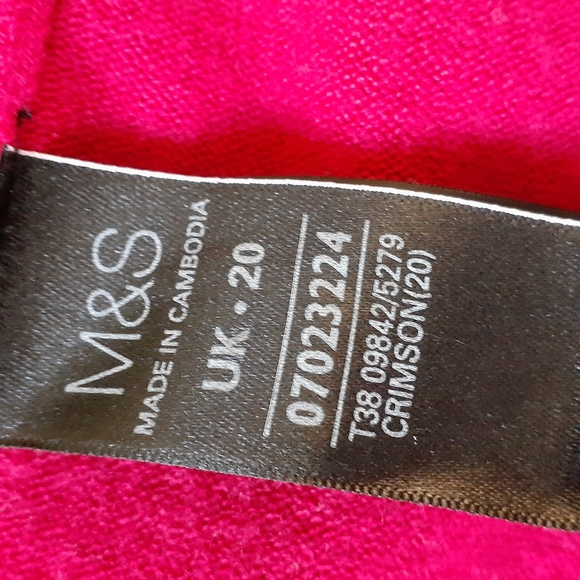 M&S
MADE IN CAMBODIA
UK • 20
07023224
T38 09842/5279
CRIMSON(20)